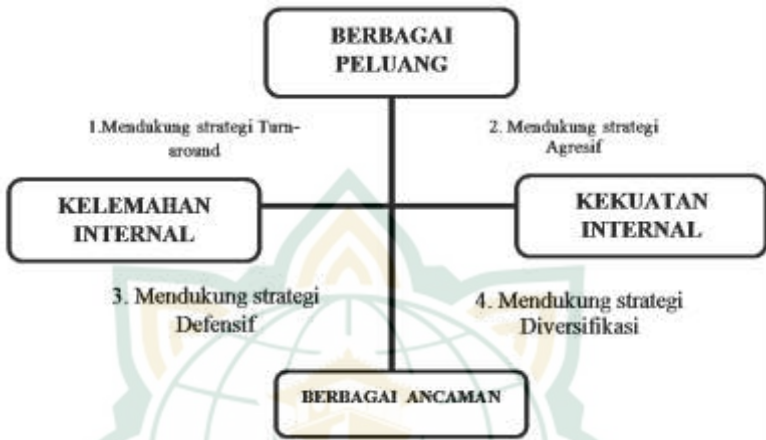 BERBAGAI
PELUANG
1.Mendukung strategi Turn-
around
2. Mendukung strategi
Agresif
KELEMAHAN
INTERNAL
KEKUATAN
INTERNAL
3. Mendukung strategi
Defensif
4. Mendukung strategi
Diversifikasi
BERBAGAI ANCAMAN